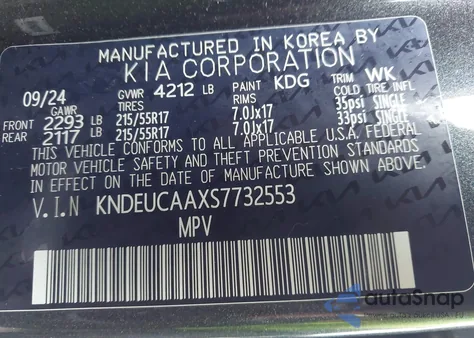 MANUFACTURED IN KOREA BY
KIA CORPORATION
09/24 GVWR 4212 LB PAINT KDG TRIM WK
GAWR TIRES RIMS COLD TIRE INFL
FRONT 2293 LB 215/55R17 7.0Jx17 35psi SINGLE
REAR 2117 LB 215/55R17 7.0Jx17 33psi SINGLE
THIS VEHICLE CONFORMS TO ALL APPLICABLE U.S.A. FEDERAL
MOTOR VEHICLE SAFETY AND THEFT PREVENTION STANDARDS
IN EFFECT ON THE DATE OF MANUFACTURE SHOWN ABOVE.
V.I.N KNDEUCAAXS7732553
MPV
autoSnap